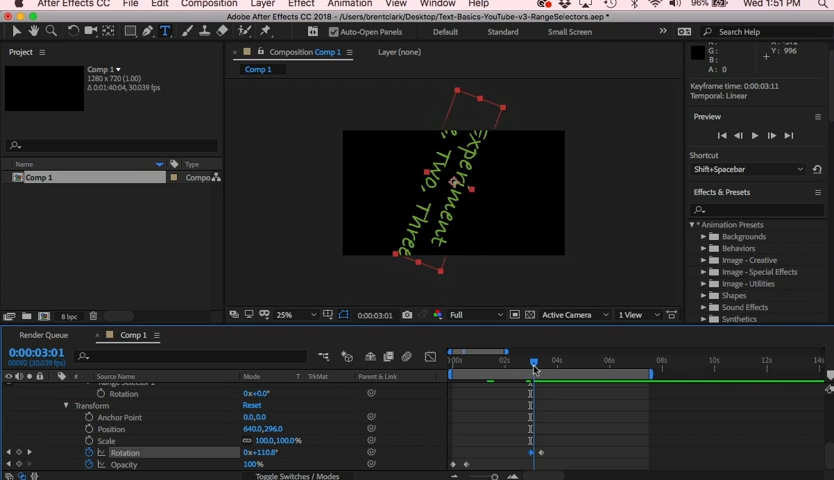 After Effects CC File Edit Composition Layer Effect Animation View Window Help 96% Wed 1:51 PM
Adobe After Effects CC 2018 - /Users/brentclark/Desktop/Text-Basics-YouTube-v3-RangeSelectors.aep *
Auto-Open Panels Default Standard Small Screen Search Help
Project
Composition Comp 1 Layer (none)
Comp 1
Comp 1
1280 x 720 (1.00)
Δ 0:01:40:04, 30.039 fps
Name Type
Comp 1 Compo
8 bpc
Experiment
Two, Three
25% 0:00:03:01 Full Active Camera 1 View
G:
B:
A: 0
Y: 996
Keyframe time: 0:00:03:11
Temporal: Linear
Preview
Shortcut
Shift+Spacebar
Effects & Presets
* Animation Presets
Backgrounds
Behaviors
Image - Creative
Image - Special Effects
Image - Utilities
Shapes
Sound Effects
Synthetics
Render Queue Comp 1
0:00:03:01
00092 (30.039 fps)
# Source Name Mode T TrkMat Parent & Link
:00s 02s 04s 06s 08s 10s 12s 14s
Range Selector 1
Rotation 0x+0.0°
Transform Reset
Anchor Point 0.0,0.0
Position 640.0,296.0
Scale 100.0,100.0%
Rotation 0x+110.8°
Opacity 100%
Toggle Switches / Modes